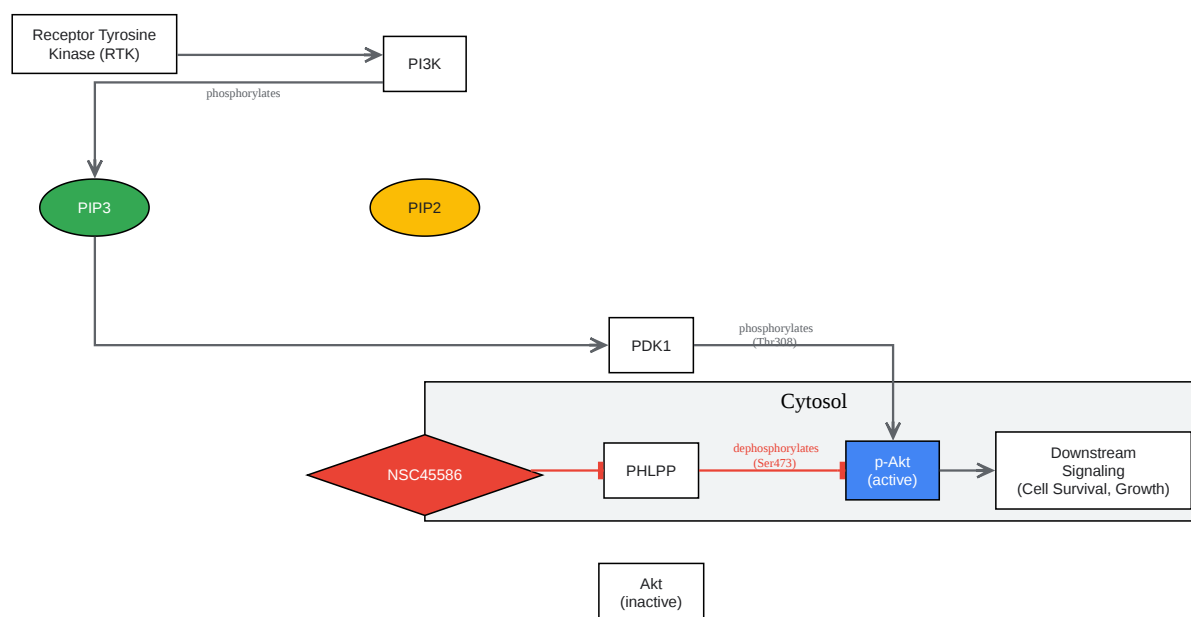 Receptor Tyrosine
Kinase (RTK)
PI3K
phosphorylates
PIP3
PIP2
PDK1
phosphorylates
(Thr308)
Cytosol
NSC45586
PHLPP
dephosphorylates
(Ser473)
p-Akt
(active)
Downstream
Signaling
(Cell Survival, Growth)
Akt
(inactive)